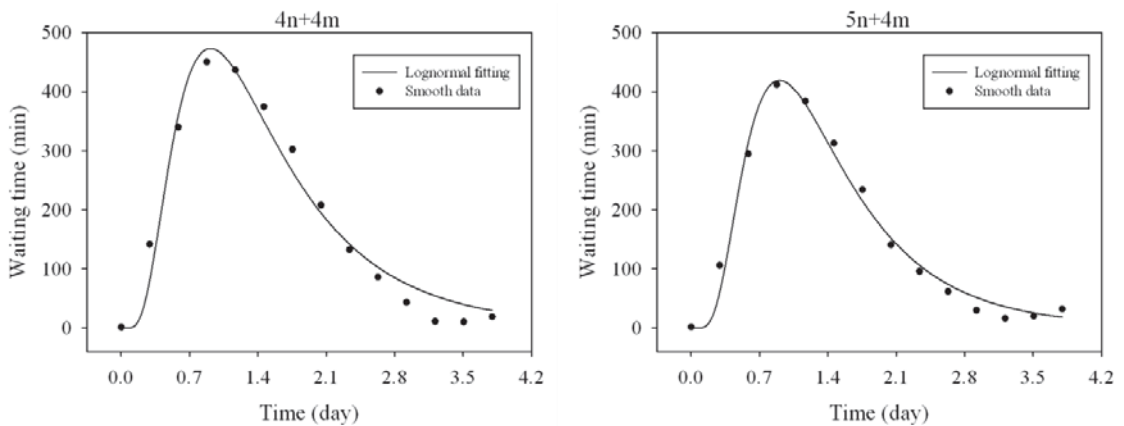 4n+4m
500
400
300
200
100
0
Waiting time (min)
Lognormal fitting
Smooth data
0.0 0.7 1.4 2.1 2.8 3.5 4.2
Time (day)
5n+4m
500
400
300
200
100
0
Waiting time (min)
Lognormal fitting
Smooth data
0.0 0.7 1.4 2.1 2.8 3.5 4.2
Time (day)